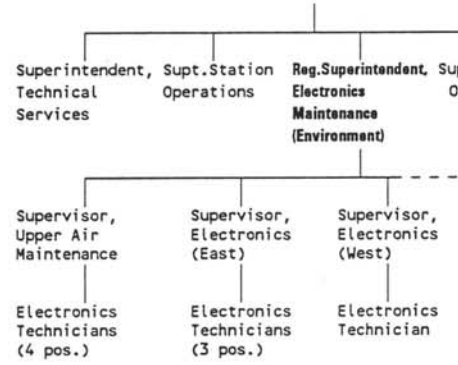 Superintendent,
Technical
Services
Supt.Station
Operations
Reg.Superintendent,
Electronics
Maintenance
(Environment)
Supervisor,
Upper Air
Maintenance
Supervisor,
Electronics
(East)
Supervisor,
Electronics
(West)
Electronics
Technicians
(4 pos.)
Electronics
Technicians
(3 pos.)
Electronics
Technician